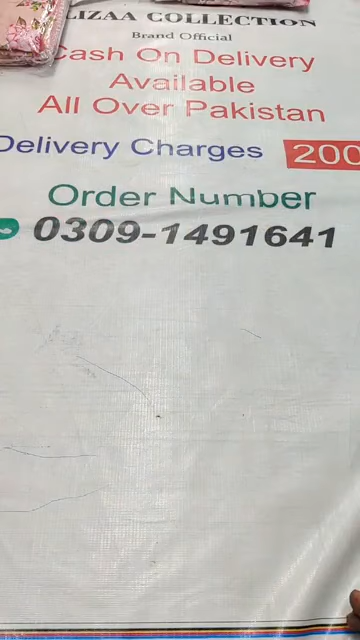 LIZAA COLLECTION
Brand Official
Cash On Delivery
Available
All Over Pakistan
Delivery Charges 200
Order Number
0309-1491641